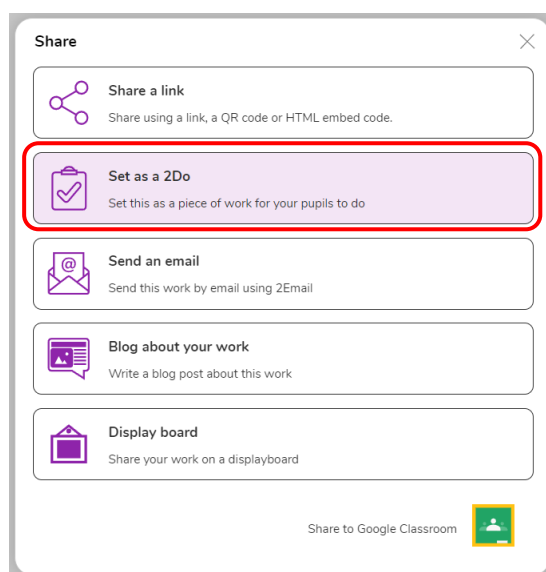 Share
Share a link
Share using a link, a QR code or HTML embed code.
Set as a 2Do
Set this as a piece of work for your pupils to do
@
Send an email
Send this work by email using 2Email
Blog about your work
Write a blog post about this work
Display board
Share your work on a displayboard
Share to Google Classroom